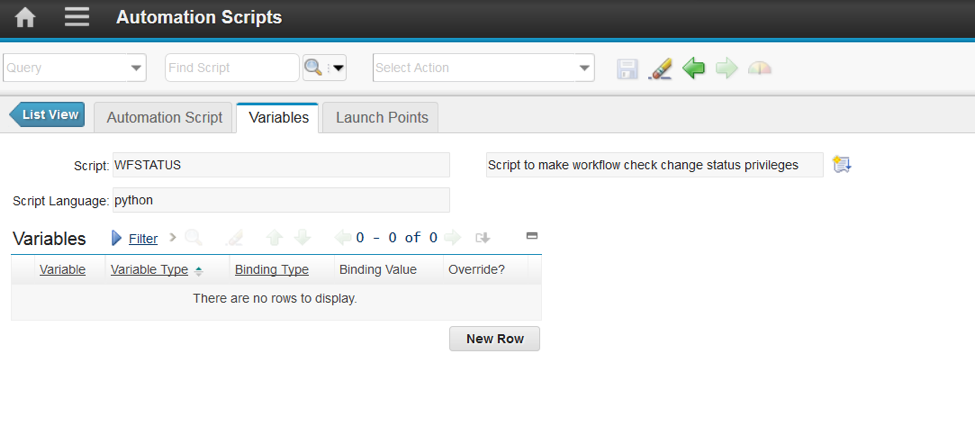 Automation Scripts
Query
Find Script
Select Action
List View
Automation Script
Variables
Launch Points
Script: WFSTATUS
Script to make workflow check change status privileges
Script Language: python
Variables Filter 0 - 0 of 0
Variable Variable Type Binding Type Binding Value Override?
There are no rows to display.
New Row